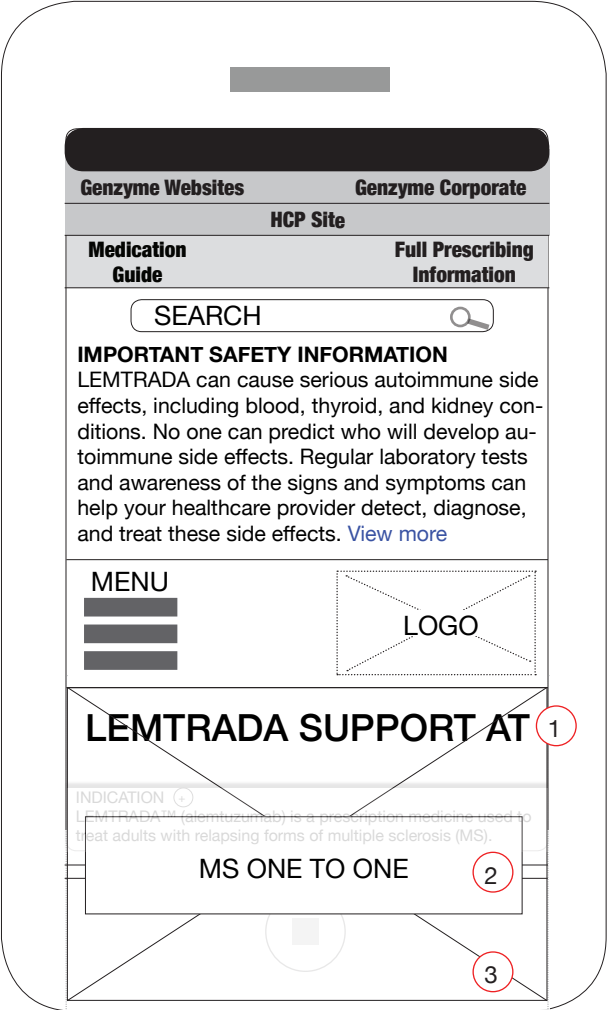 Genzyme Websites Genzyme Corporate
HCP Site
Medication Guide Full Prescribing Information
SEARCH
IMPORTANT SAFETY INFORMATION
LEMTRADA can cause serious autoimmune side
effects, including blood, thyroid, and kidney con-
ditions. No one can predict who will develop au-
toimmune side effects. Regular laboratory tests
and awareness of the signs and symptoms can
help your healthcare provider detect, diagnose,
and treat these side effects. View more
MENU
LOGO
LEMTRADA SUPPORT AT 1
INDICATION +
LEMTRADA™ (alemtuzumab) is a prescription medicine used to
treat adults with relapsing forms of multiple sclerosis (MS).
MS ONE TO ONE 2
3